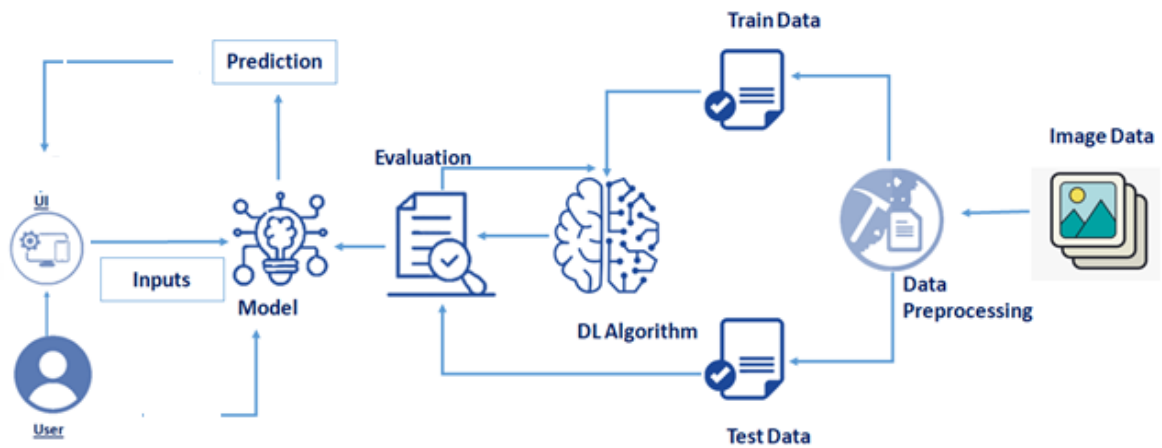 Train Data
Prediction
Image Data
Evaluation
UI
Inputs
Model
Data
Preprocessing
DL Algorithm
User
Test Data